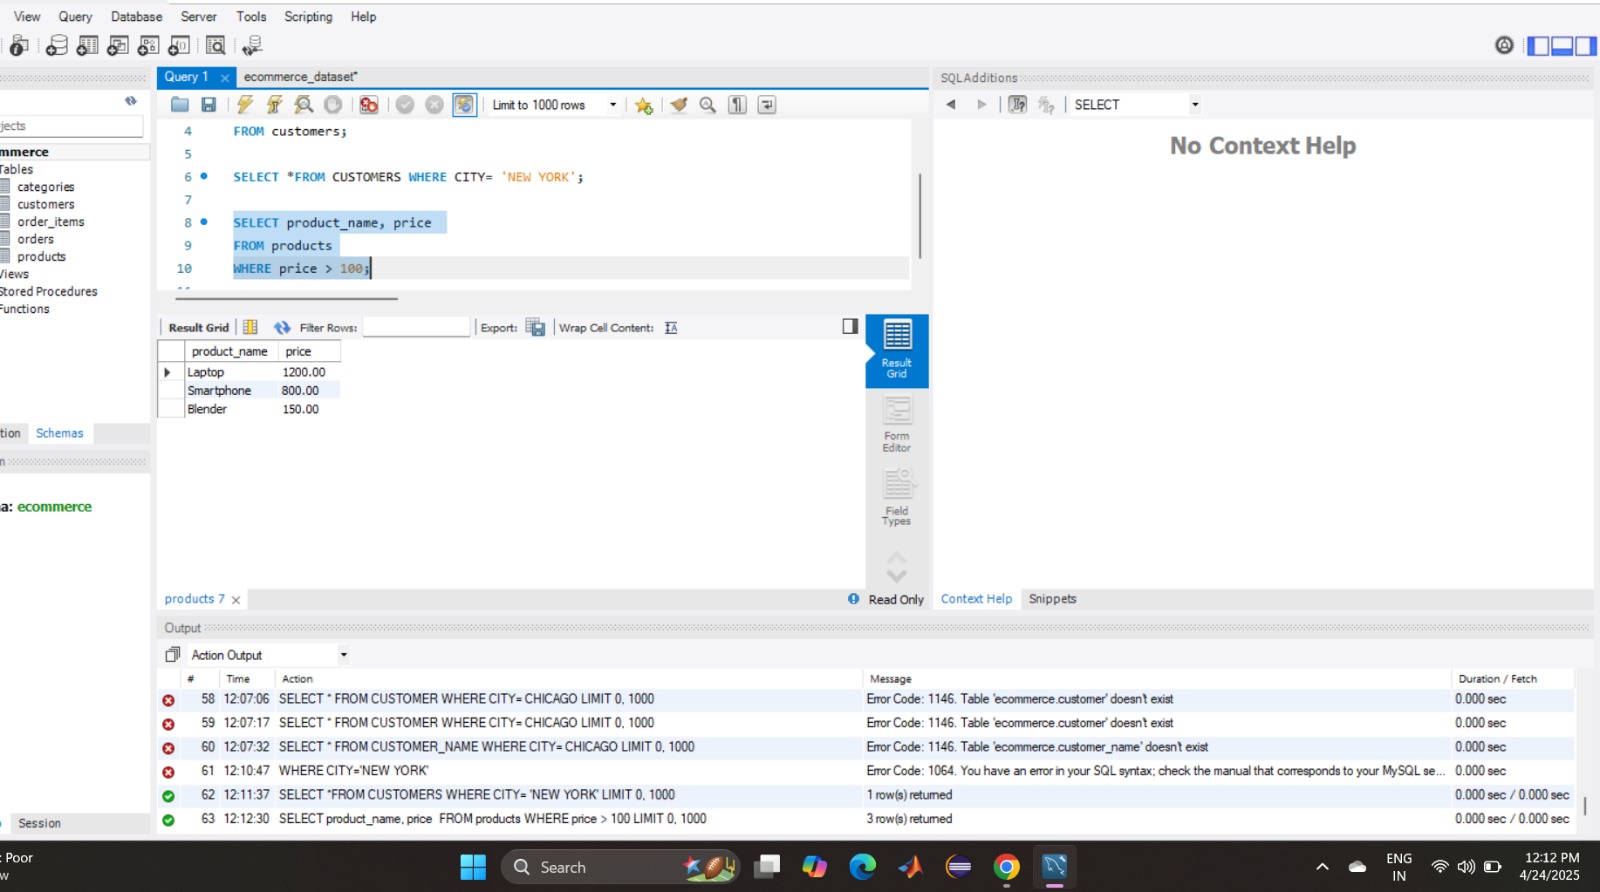 View Query Database Server Tools Scripting Help
Query 1 ecommerce_dataset*
SQLAdditions
Limit to 1000 rows
SELECT
jects
mmerce
Tables
categories
customers
order_items
orders
products
Views
Stored Procedures
Functions
tion Schemas
n
a: ecommerce
Session
4 FROM customers;
5
6 SELECT *FROM CUSTOMERS WHERE CITY= 'NEW YORK';
7
8 SELECT product_name, price
9 FROM products
10 WHERE price > 100;
No Context Help
Result Grid Filter Rows: Export: Wrap Cell Content:
product_name price
Laptop 1200.00
Smartphone 800.00
Blender 150.00
Result
Grid
Form
Editor
Field
Types
products 7 Read Only
Context Help Snippets
Output
Action Output
# Time Action Message Duration / Fetch
58 12:07:06 SELECT * FROM CUSTOMER WHERE CITY= CHICAGO LIMIT 0, 1000 Error Code: 1146. Table 'ecommerce.customer' doesn't exist 0.000 sec
59 12:07:17 SELECT * FROM CUSTOMER WHERE CITY= CHICAGO LIMIT 0, 1000 Error Code: 1146. Table 'ecommerce.customer' doesn't exist 0.000 sec
60 12:07:32 SELECT * FROM CUSTOMER_NAME WHERE CITY= CHICAGO LIMIT 0, 1000 Error Code: 1146. Table 'ecommerce.customer_name' doesn't exist 0.000 sec
61 12:10:47 WHERE CITY='NEW YORK' Error Code: 1064. You have an error in your SQL syntax; check the manual that corresponds to your MySQL se... 0.000 sec
62 12:11:37 SELECT *FROM CUSTOMERS WHERE CITY= 'NEW YORK' LIMIT 0, 1000 1 row(s) returned 0.000 sec / 0.000 sec
63 12:12:30 SELECT product_name, price FROM products WHERE price > 100 LIMIT 0, 1000 3 row(s) returned 0.000 sec / 0.000 sec
: Poor
w
Search
ENG
IN
12:12 PM
4/24/2025